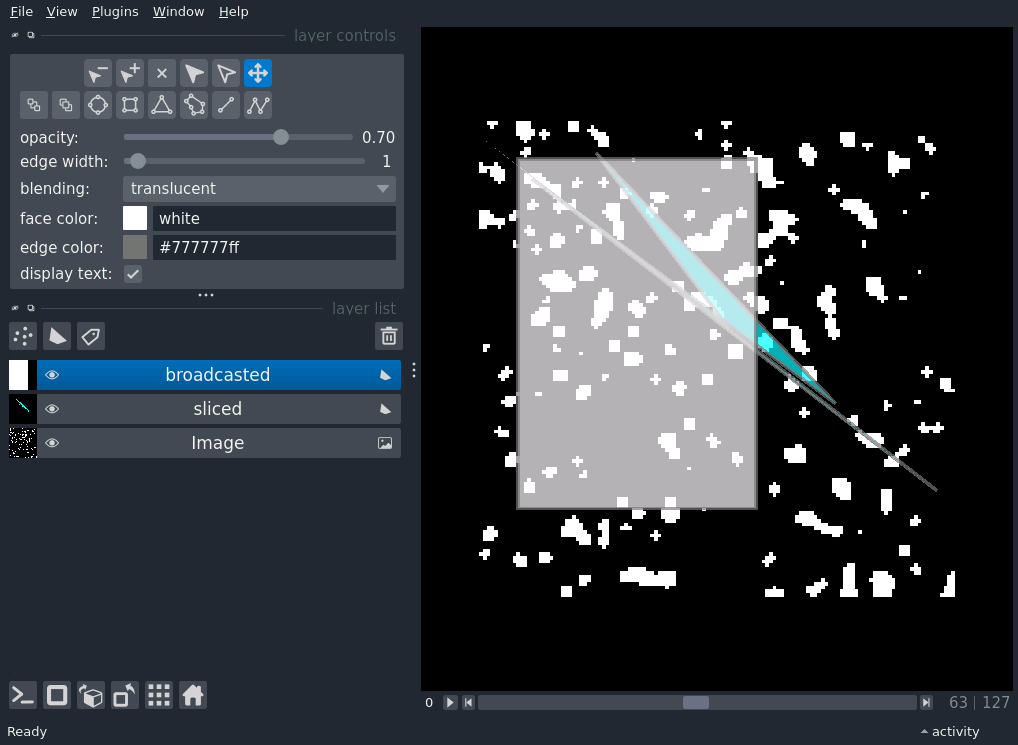 File View Plugins Window Help
layer controls
opacity: 0.70
edge width: 1
blending: translucent
face color: white
edge color: #777777ff
display text:
layer list
broadcasted
sliced
Image
0 63 | 127
Ready activity